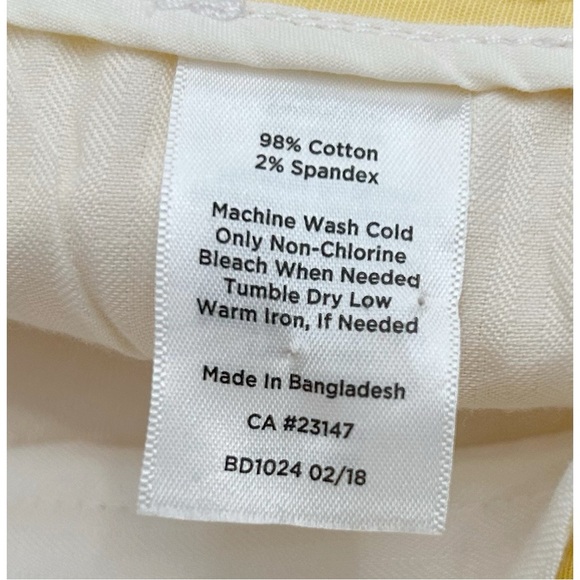 98% Cotton
2% Spandex
Machine Wash Cold
Only Non-Chlorine
Bleach When Needed
Tumble Dry Low
Warm Iron, If Needed
Made In Bangladesh
CA #23147
BD1024 02/18